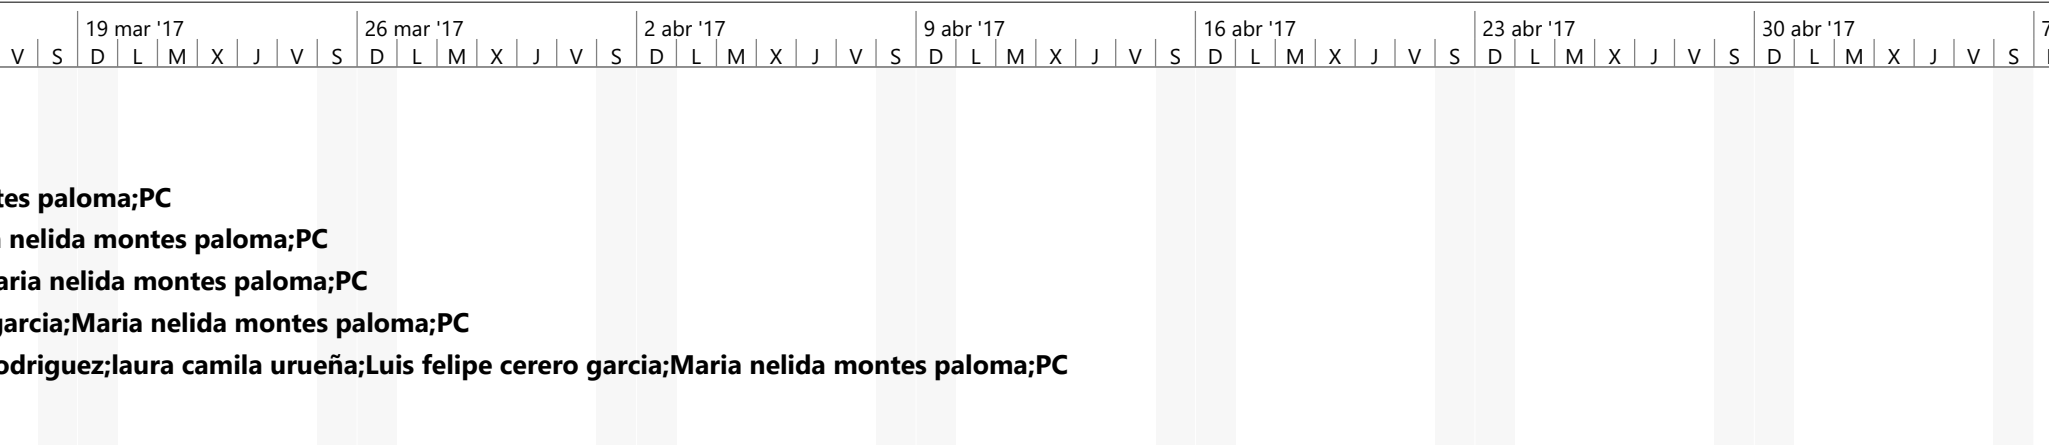 19 mar '17 26 mar '17 2 abr '17 9 abr '17 16 abr '17 23 abr '17 30 abr '17 7
V S D L M X J V S D L M X J V S D L M X J V S D L M X J V S D L M X J V S D L M X J V S D L M X J V S
tes paloma;PC
nelida montes paloma;PC
aria nelida montes paloma;PC
garcia;Maria nelida montes paloma;PC
odriguez;laura camila urueña;Luis felipe cerero garcia;Maria nelida montes paloma;PC